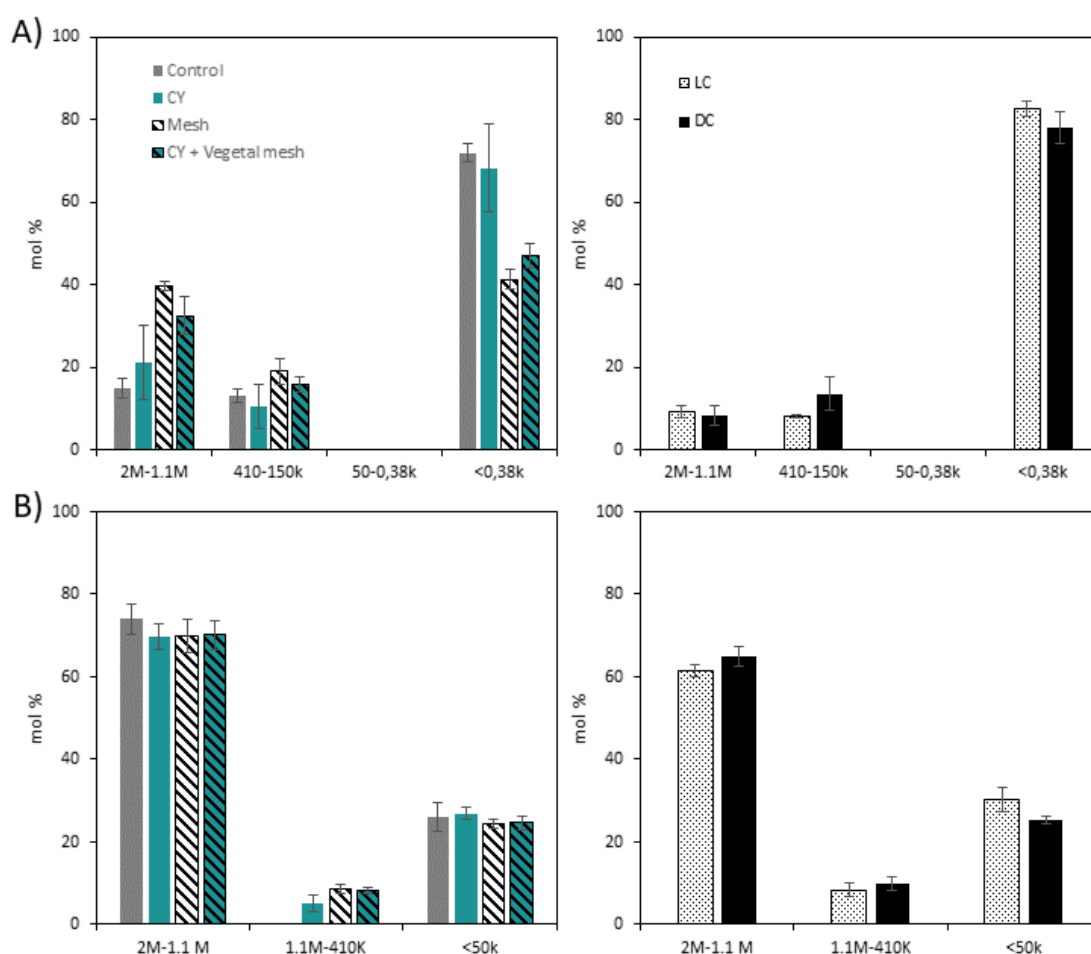 A)
100
80
60
40
20
0
mol %
Control
CY
Mesh
CY + Vegetal mesh
2M-1.1M 410-150k 50-0,38k <0,38k
100
80
60
40
20
0
mol %
LC
DC
2M-1.1M 410-150k 50-0,38k <0,38k
B)
100
80
60
40
20
0
mol %
2M-1.1 M 1.1M-410K <50k
100
80
60
40
20
0
mol %
2M-1.1 M 1.1M-410K <50k